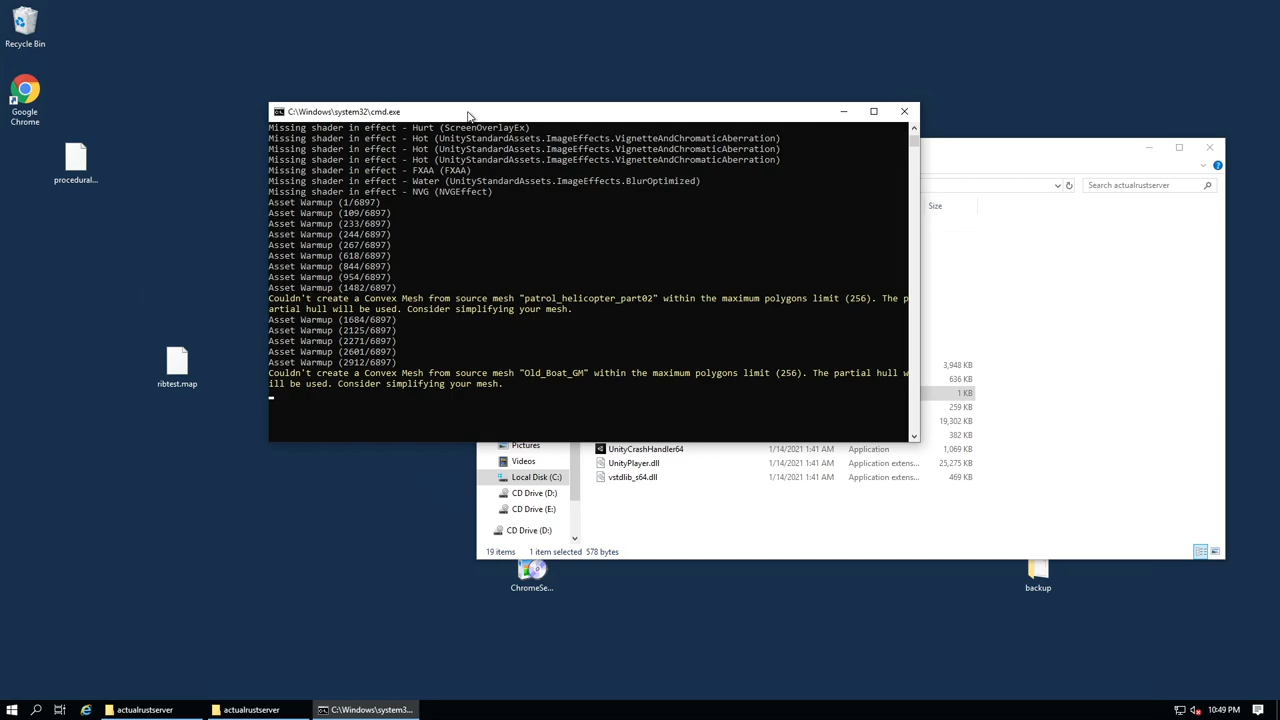 Recycle Bin
Google
Chrome
procedural...
ribtest.map
C:\Windows\system32\cmd.exe
Missing shader in effect - Hurt (ScreenOverlayEx)
Missing shader in effect - Hot (UnityStandardAssets.ImageEffects.VignetteAndChromaticAberration)
Missing shader in effect - Hot (UnityStandardAssets.ImageEffects.VignetteAndChromaticAberration)
Missing shader in effect - Hot (UnityStandardAssets.ImageEffects.VignetteAndChromaticAberration)
Missing shader in effect - FXAA (FXAA)
Missing shader in effect - Water (UnityStandardAssets.ImageEffects.BlurOptimized)
Missing shader in effect - NVG (NVGEffect)
Asset Warmup (1/6897)
Asset Warmup (109/6897)
Asset Warmup (233/6897)
Asset Warmup (244/6897)
Asset Warmup (267/6897)
Asset Warmup (618/6897)
Asset Warmup (844/6897)
Asset Warmup (954/6897)
Asset Warmup (1482/6897)
Couldn't create a Convex Mesh from source mesh "patrol_helicopter_part02" within the maximum polygons limit (256). The p
artial hull will be used. Consider simplifying your mesh.
Asset Warmup (1684/6897)
Asset Warmup (2125/6897)
Asset Warmup (2271/6897)
Asset Warmup (2601/6897)
Asset Warmup (2912/6897)
Couldn't create a Convex Mesh from source mesh "Old_Boat_GM" within the maximum polygons limit (256). The partial hull w
ill be used. Consider simplifying your mesh.
Search actualrustserver
Size
3,948 KB
636 KB
1 KB
259 KB
19,302 KB
382 KB
Pictures
UnityCrashHandler64 1/14/2021 1:41 AM Application 1,069 KB
Videos
UnityPlayer.dll 1/14/2021 1:41 AM Application extens... 25,275 KB
Local Disk (C:)
vstdlib_s64.dll 1/14/2021 1:41 AM Application extens... 469 KB
CD Drive (D:)
CD Drive (E:)
CD Drive (D:)
19 items 1 item selected 578 bytes
ChromeSe...
backup
actualrustserver
actualrustserver
C:\Windows\system3...
10:49 PM